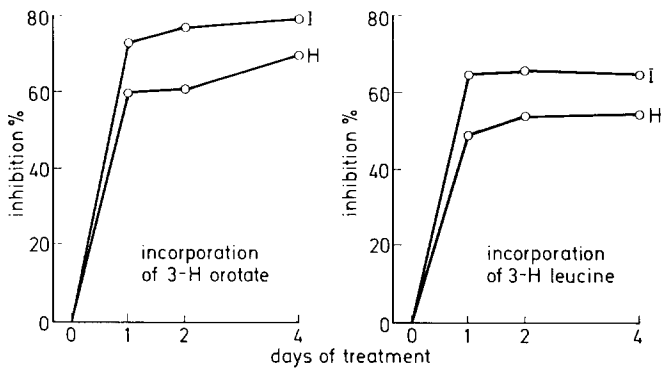 80
60
40
20
0
inhibition %
I
H
incorporation
of 3-H orotate
0 1 2 4
80
60
40
20
0
inhibition %
I
H
incorporation
of 3-H leucine
0 1 2 4
days of treatment